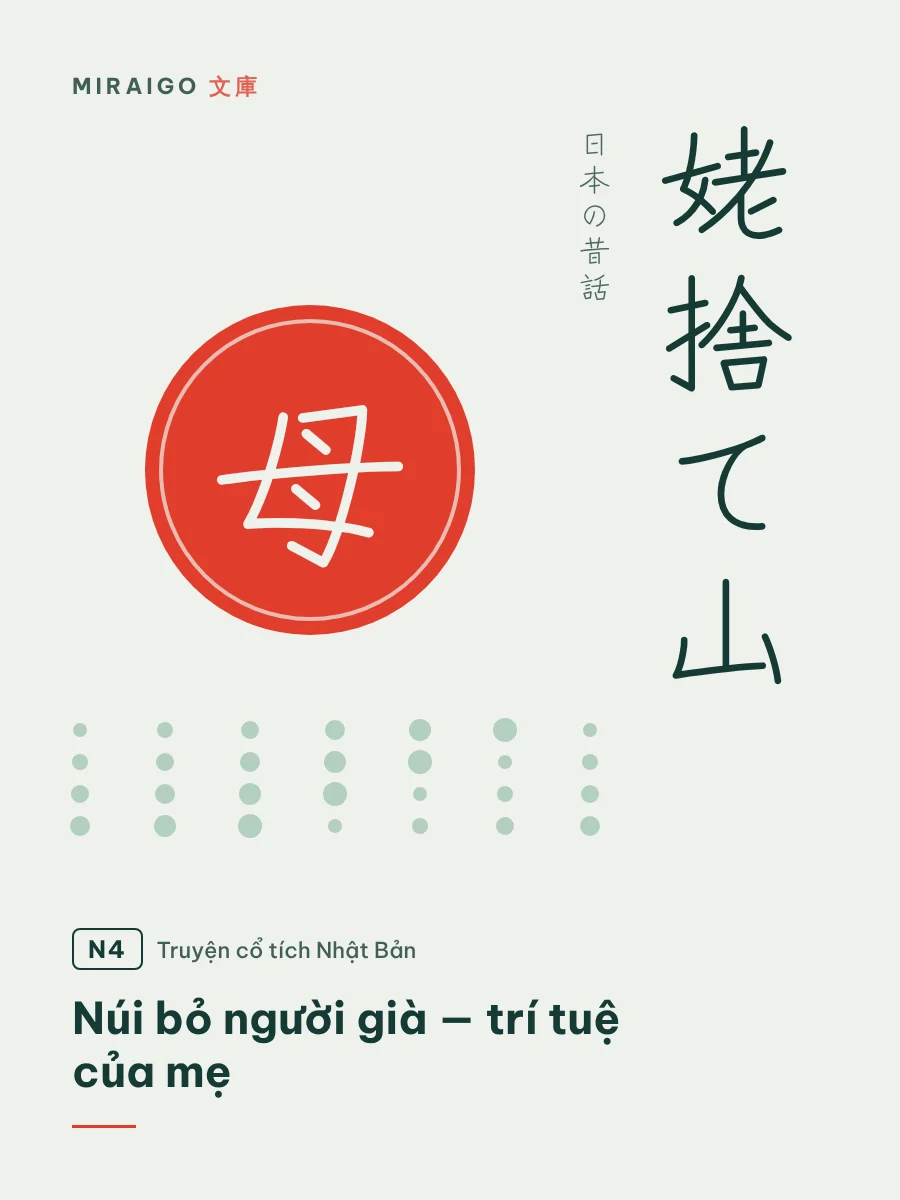 MIRAIGO 文庫
姥捨て山
日本の昔話
母
N4 Truyện cổ tích Nhật Bản
Núi bỏ người già – trí tuệ
của mẹ